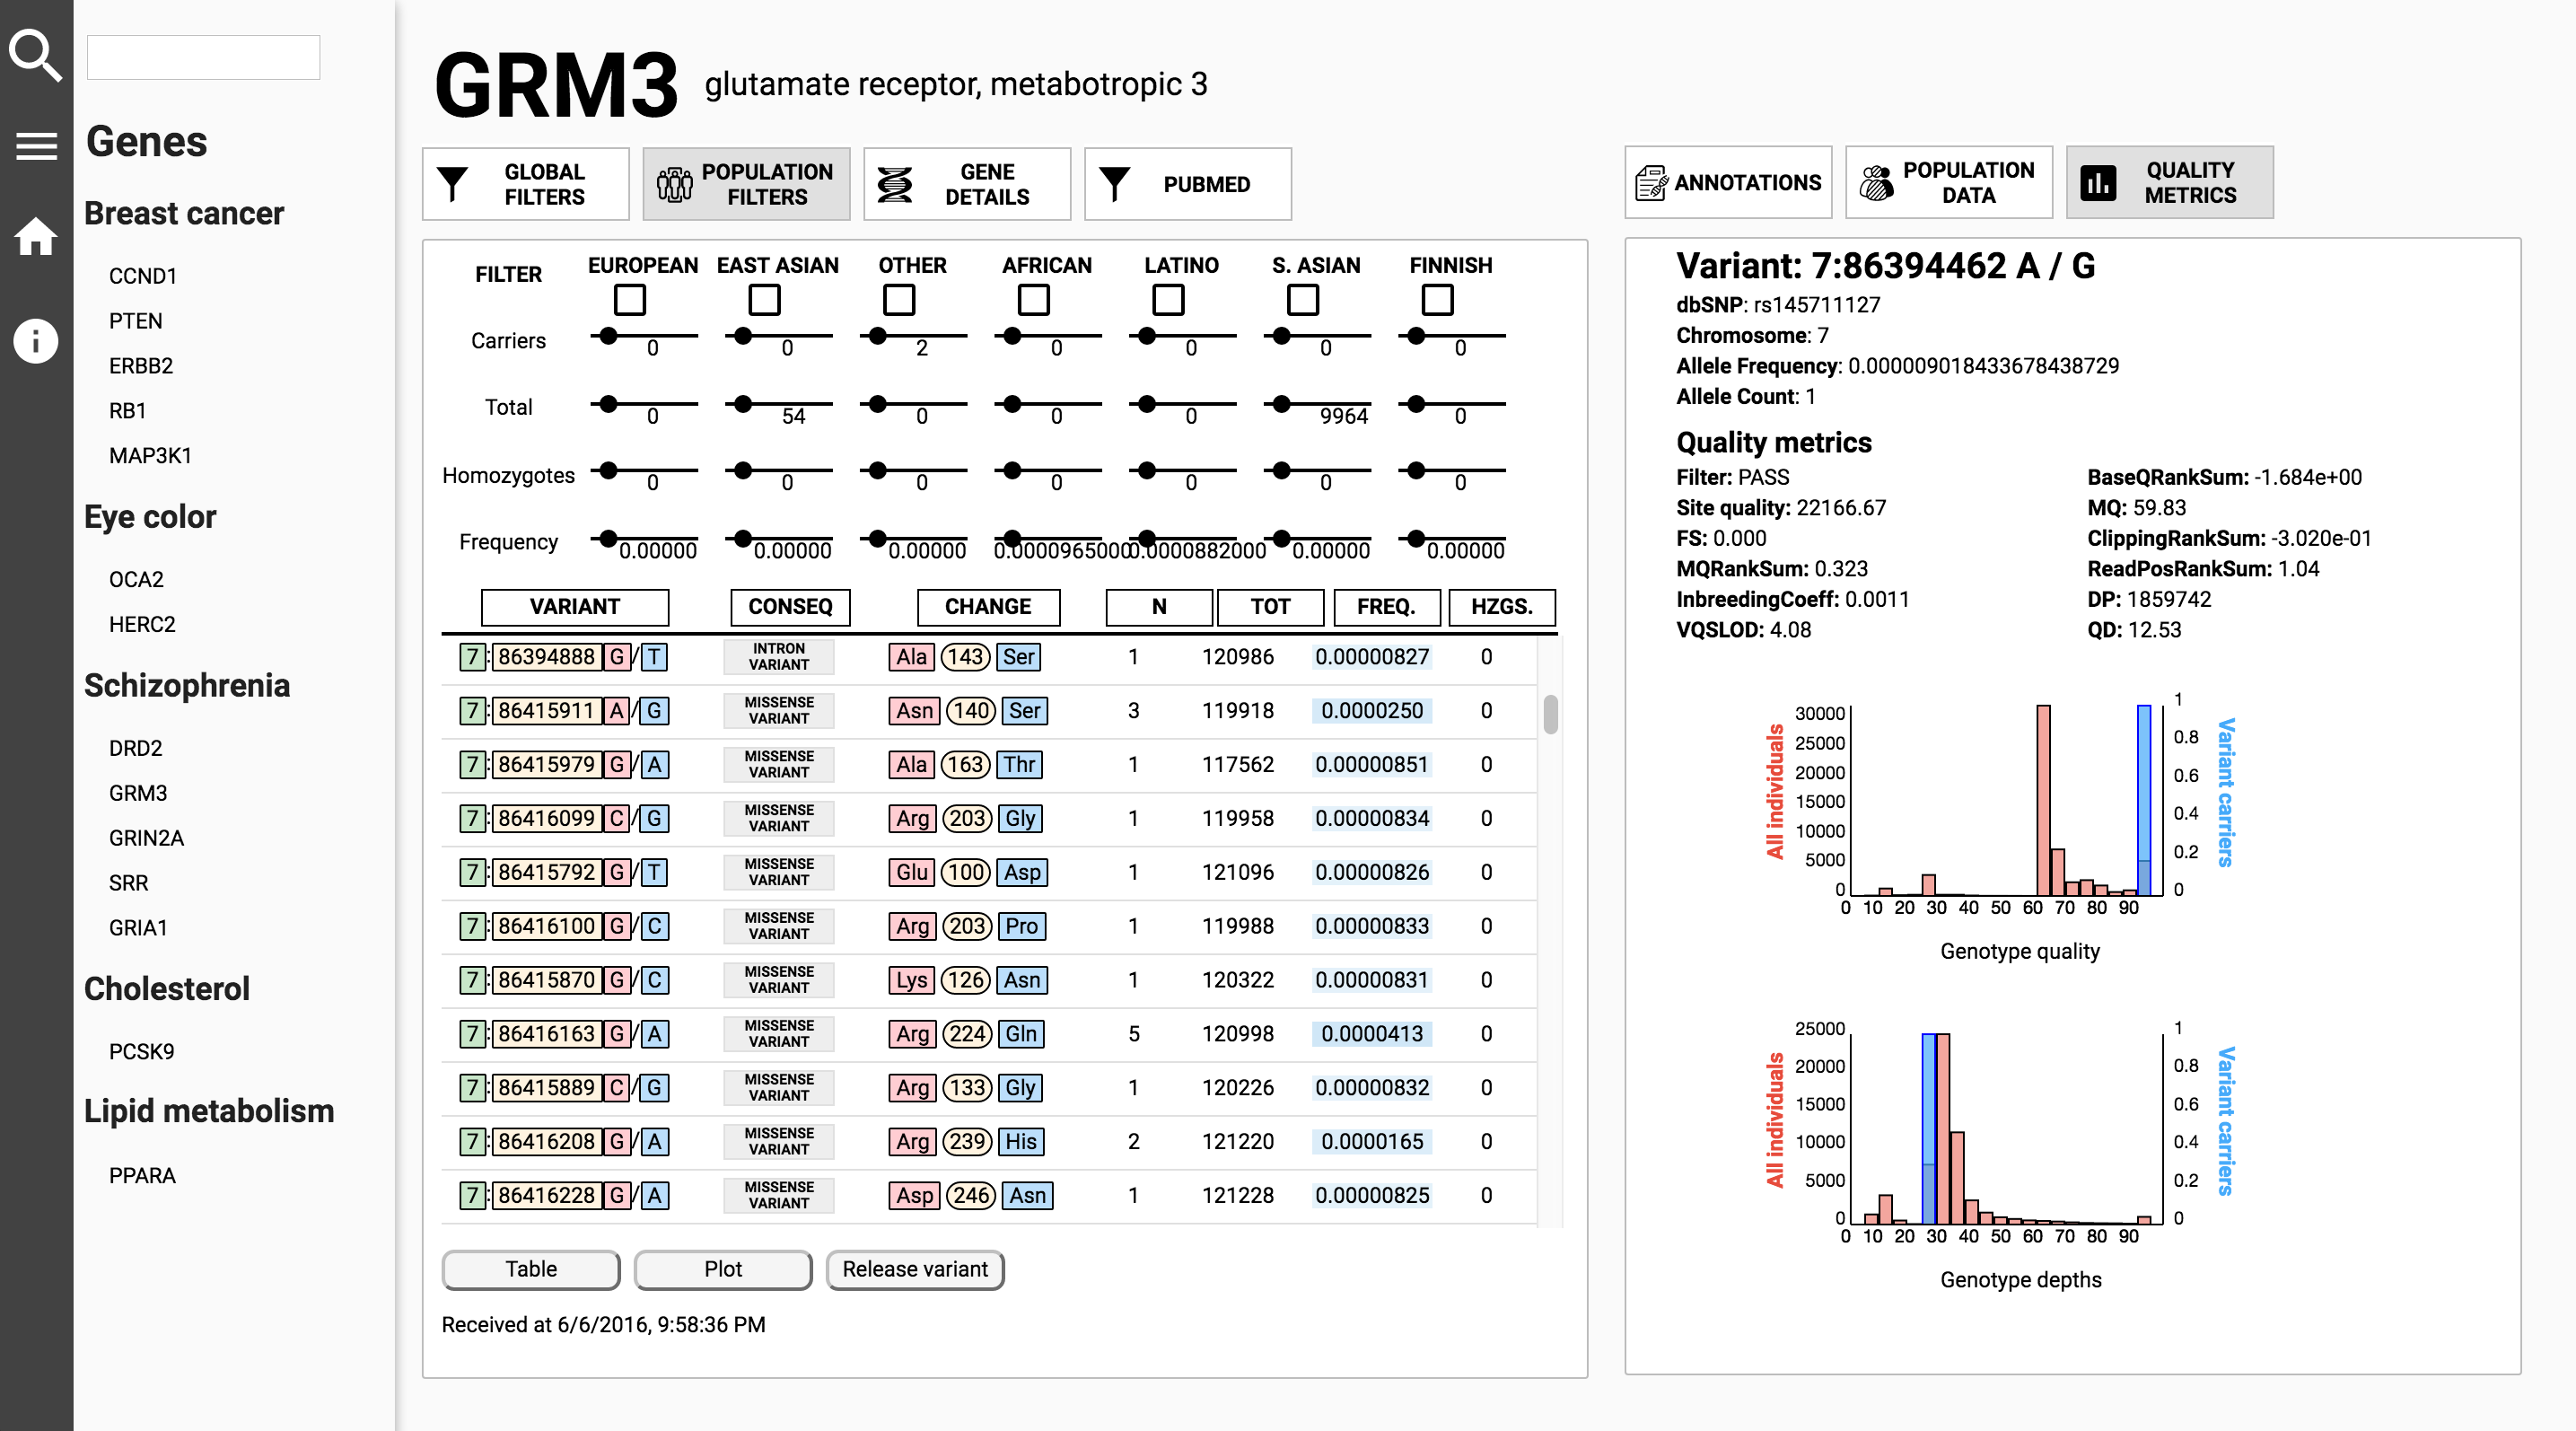 Genes
Breast cancer
CCND1
PTEN
ERBB2
RB1
MAP3K1
Eye color
OCA2
HERC2
Schizophrenia
DRD2
GRM3
GRIN2A
SRR
GRIA1
Cholesterol
PCSK9
Lipid metabolism
PPARA
GRM3 glutamate receptor, metabotropic 3
GLOBAL FILTERS
POPULATION FILTERS
GENE DETAILS
PUBMED
FILTER EUROPEAN EAST ASIAN OTHER AFRICAN LATINO S. ASIAN FINNISH
Carriers 0 0 2 0 0 0 0
Total 0 54 0 0 0 9964 0
Homozygotes 0 0 0 0 0 0 0
Frequency 0.00000 0.00000 0.00000 0.0000965000 0.0000882000 0.00000 0.00000
VARIANT CONSEQ CHANGE N TOT FREQ. HZGS.
7:86394888 G/T INTRON VARIANT Ala 143 Ser 1 120986 0.00000827 0
7:86415911 A/G MISSENSE VARIANT Asn 140 Ser 3 119918 0.0000250 0
7:86415979 G/A MISSENSE VARIANT Ala 163 Thr 1 117562 0.00000851 0
7:86416099 C/G MISSENSE VARIANT Arg 203 Gly 1 119958 0.00000834 0
7:86415792 G/T MISSENSE VARIANT Glu 100 Asp 1 121096 0.00000826 0
7:86416100 G/C MISSENSE VARIANT Arg 203 Pro 1 119988 0.00000833 0
7:86415870 G/C MISSENSE VARIANT Lys 126 Asn 1 120322 0.00000831 0
7:86416163 G/A MISSENSE VARIANT Arg 224 Gln 5 120998 0.0000413 0
7:86415889 C/G MISSENSE VARIANT Arg 133 Gly 1 120226 0.00000832 0
7:86416208 G/A MISSENSE VARIANT Arg 239 His 2 121220 0.0000165 0
7:86416228 G/A MISSENSE VARIANT Asp 246 Asn 1 121228 0.00000825 0
Table Plot Release variant
Received at 6/6/2016, 9:58:36 PM
ANNOTATIONS
POPULATION DATA
QUALITY METRICS
Variant: 7:86394462 A / G
dbSNP: rs145711127
Chromosome: 7
Allele Frequency: 0.000009018433678438729
Allele Count: 1
Quality metrics
Filter: PASS BaseQRankSum: -1.684e+00
Site quality: 22166.67 MQ: 59.83
FS: 0.000 ClippingRankSum: -3.020e-01
MQRankSum: 0.323 ReadPosRankSum: 1.04
InbreedingCoeff: 0.0011 DP: 1859742
VQSLOD: 4.08 QD: 12.53
All individuals
30000
25000
20000
15000
10000
5000
0
1
0.8
0.6
0.4
0.2
0
Variant carriers
0 10 20 30 40 50 60 70 80 90
Genotype quality
All individuals
25000
20000
15000
10000
5000
0
1
0.8
0.6
0.4
0.2
0
Variant carriers
0 10 20 30 40 50 60 70 80 90
Genotype depths